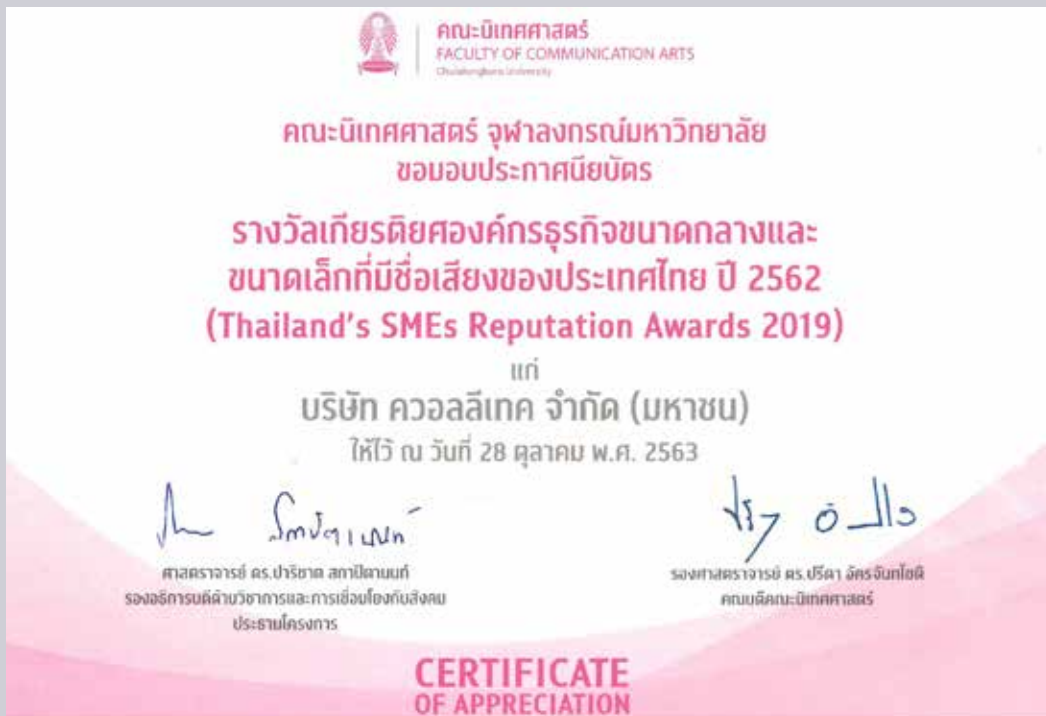 คณะนิเทศศาสตร์
FACULTY OF COMMUNICATION ARTS
Chulalongkorn University
คณะนิเทศศาสตร์ จุฬาลงกรณ์มหาวิทยาลัย
ขอมอบประกาศนียบัตร
รางวัลเกียรติยศองค์กรธุรกิจขนาดกลางและ
ขนาดเล็กที่มีชื่อเสียงของประเทศไทย ปี 2562
(Thailand's SMEs Reputation Awards 2019)
แก่
บริษัท ควอลลีเทค จำกัด (มหาชน)
ให้ไว้ ณ วันที่ 28 ตุลาคม พ.ศ. 2563
ศาสตราจารย์ ดร.ปาริชาต สถาปิตานนท์
รองอธิการบดีด้านวิชาการและการเชื่อมโยงกับสังคม
ประธานโครงการ
รองศาสตราจารย์ ดร.ปรีดา อัครจันทโชติ
คณบดีคณะนิเทศศาสตร์
CERTIFICATE
OF APPRECIATION